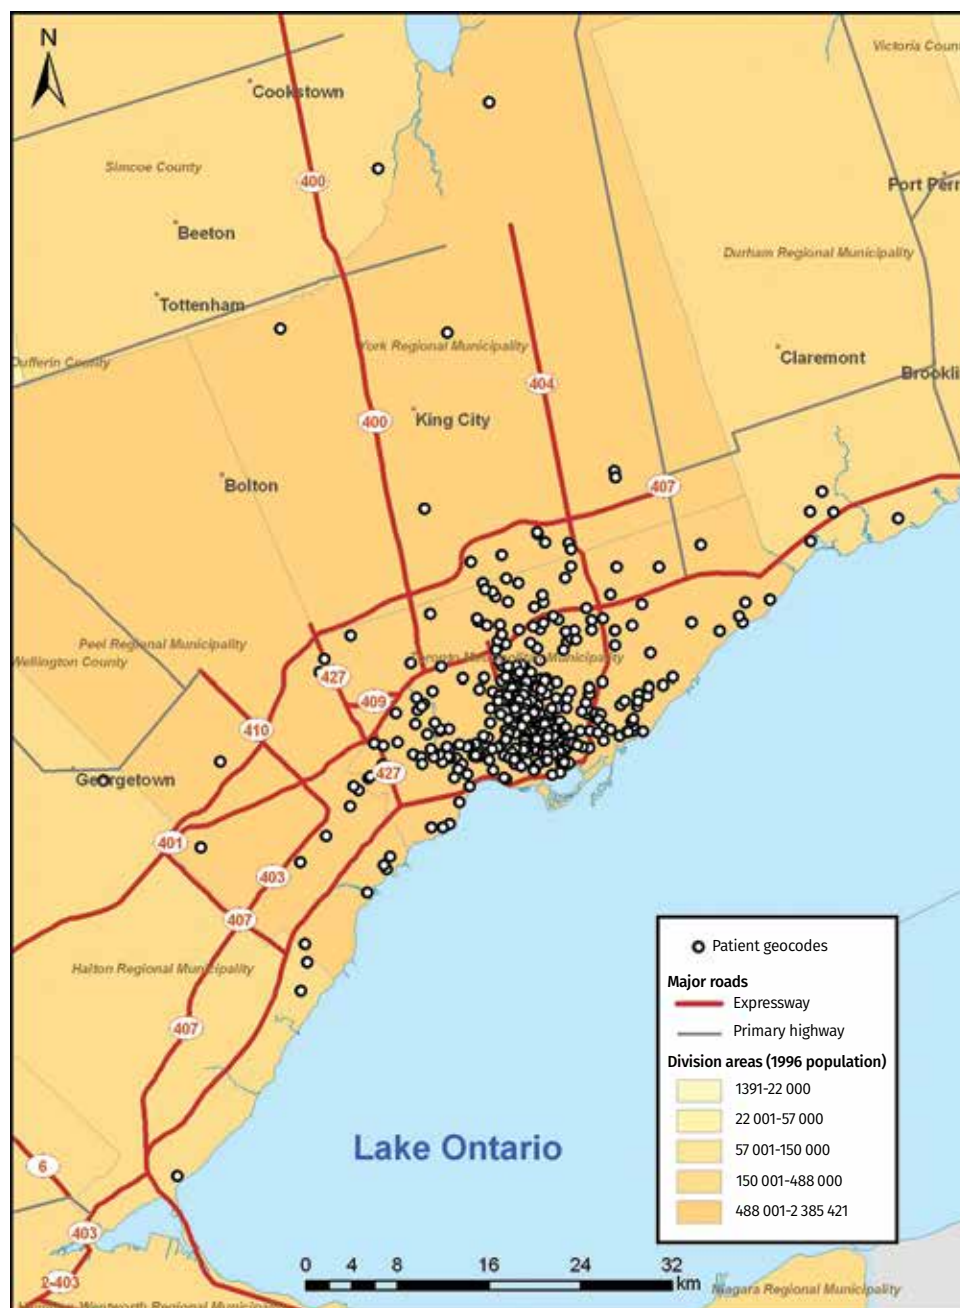 N
Victoria Coun
Cookstown
Simcoe County
400
Port Perr
Beeton
Durham Regional Municipality
Tottenham
York Regional Municipality
Dufferin County
Claremont
Brookli
404
400
King City
Bolton
407
Peel Regional Municipality
Wellington County
Toronto Metropolitan Municipality
427
409
410
427
Georgetown
401
403
407
Halton Regional Municipality
407
Patient geocodes
Major roads
Expressway
Primary highway
Division areas (1996 population)
1391-22 000
22 001-57 000
57 001-150 000
150 001-488 000
488 001-2 385 421
Lake Ontario
6
403
2-403
0 4 8 16 24 32
km
Niagara Regional Municipality
Hamilton-Wentworth Regional Municipality